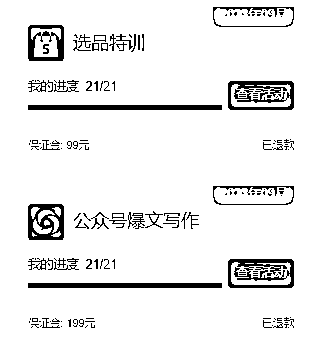 选品特训
我的进度 21/21
查看活动
保证金: 99元
已退款
公众号爆文写作
我的进度 21/21
查看活动
保证金: 199元
已退款